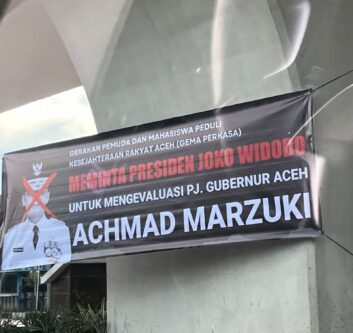 GERAKAN PEMUDA DAN MAHASISWA PEDULI
KESEJAHTERAAN RAKYAT ACEH (GEMA PERKASA)
MEMINTA PRESIDEN JOKO WIDODO
UNTUK MENGEVALUASI PJ. GUBERNUR ACEH
ACHMAD MARZUKI